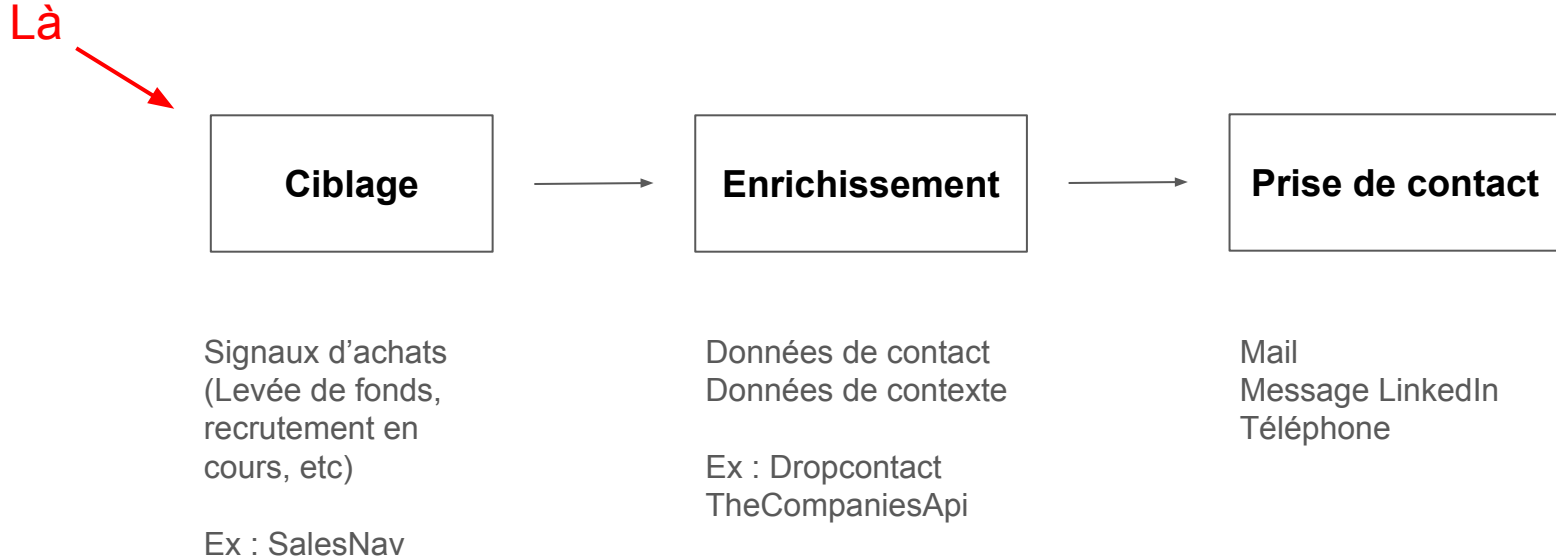 Là
Ciblage
Enrichissement
Prise de contact
Signaux d’achats
(Levée de fonds,
recrutement en
cours, etc)
Ex : SalesNav
Données de contact
Données de contexte
Ex : Dropcontact
TheCompaniesApi
Mail
Message LinkedIn
Téléphone